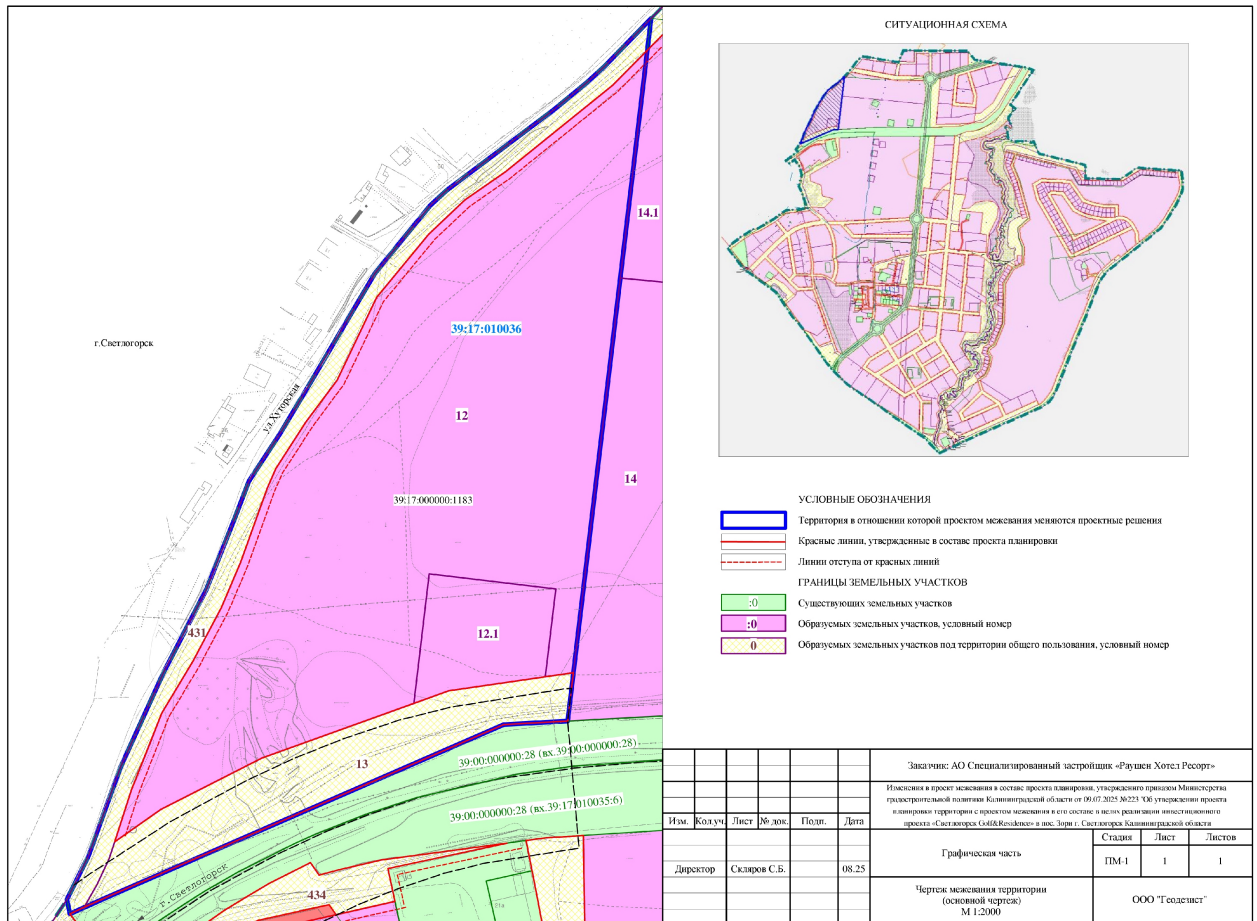 СИТУАЦИОННАЯ СХЕМА
14.1
39:17:010036
г.Светлогорск
ул.Хуторская
12
14
39:17:000000:1183
12.1
431
13
39:00:000000:28 (вх.39:00:000000:28)
39:00:000000:28 (вх.39:17:010035:6)
г.Светлогорск
434
УСЛОВНЫЕ ОБОЗНАЧЕНИЯ
Территория в отношении которой проектом межевания меняются проектные решения
Красные линии, утвержденные в составе проекта планировки
Линии отступа от красных линий
ГРАНИЦЫ ЗЕМЕЛЬНЫХ УЧАСТКОВ
:0 Существующих земельных участков
:0 Образуемых земельных участков, условный номер
0 Образуемых земельных участков под территории общего пользования, условный номер
Заказчик: АО Специализированный застройщик «Раушен Хотел Ресорт»
Изменения в проект межевания в составе проекта планировки, утвержденного приказом Министерства
градостроительной политики Калининградской области от 09.07.2025 №223 "Об утверждении проекта
планировки территории с проектом межевания в его составе в целях реализации инвестиционного
проекта «Светлогорск Golf&Residence» в пос. Зори г. Светлогорск Калининградской области
Изм. Кол.уч. Лист № док. Подп. Дата
Графическая часть
Стадия Лист Листов
ПМ-1 1 1
Директор Скляров С.Б. 08.25
Чертеж межевания территории
(основной чертеж)
М 1:2000
ООО "Геодезист"